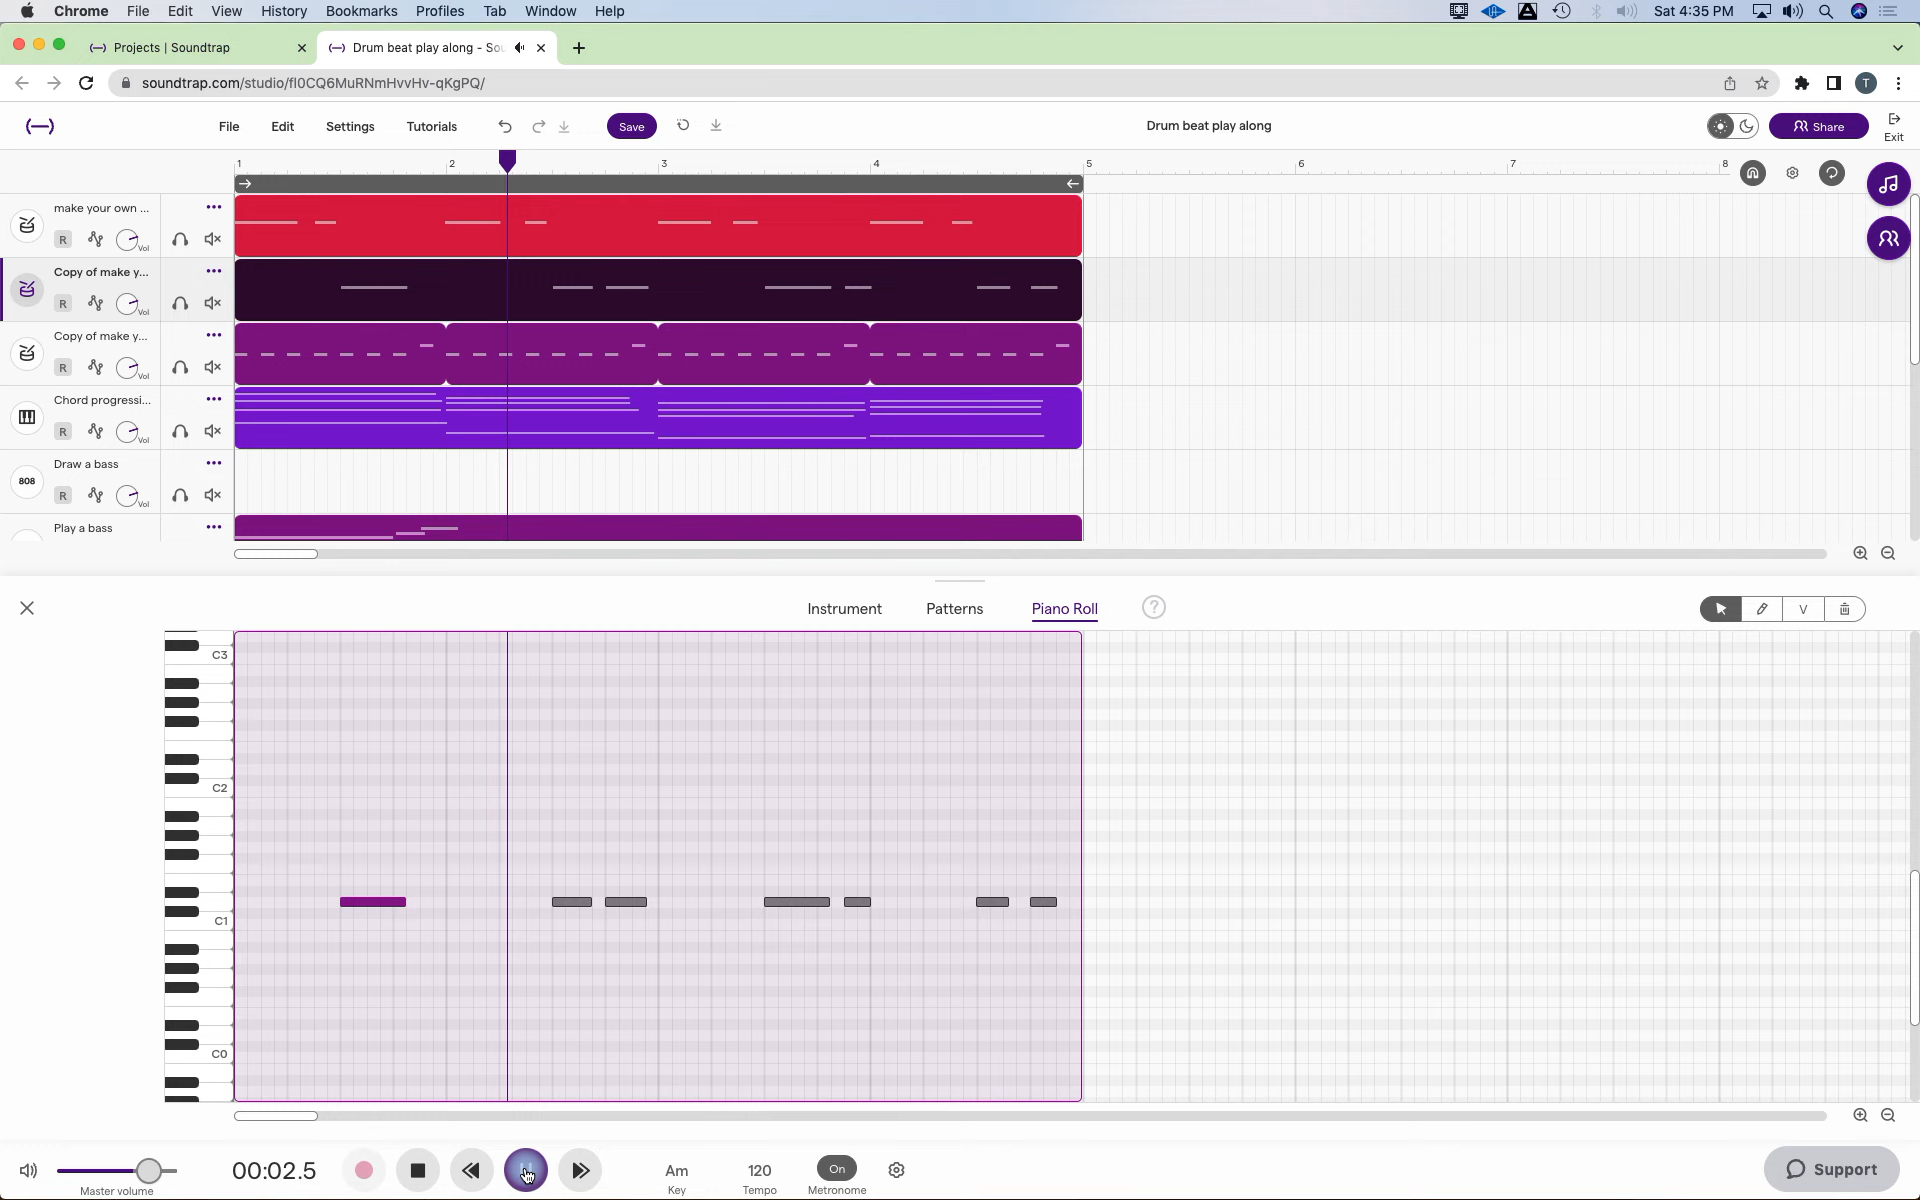 Chrome File Edit View History Bookmarks Profiles Tab Window Help Sat 4:35 PM
Projects | Soundtrap
Drum beat play along - So
soundtrap.com/studio/fI0CQ6MuRNmHvvHv-qKgPQ/
T
File Edit Settings Tutorials Save Drum beat play along Share Exit
1 2 3 4 5 6 7 8
make your own ...
R Vol
Copy of make y...
R Vol
Copy of make y...
R Vol
Chord progressi...
R Vol
Draw a bass
808
R Vol
Play a bass
Instrument Patterns Piano Roll ?
V
C3
C2
C1
C0
00:02.5 Am 120 On
Master volume Key Tempo Metronome
Support